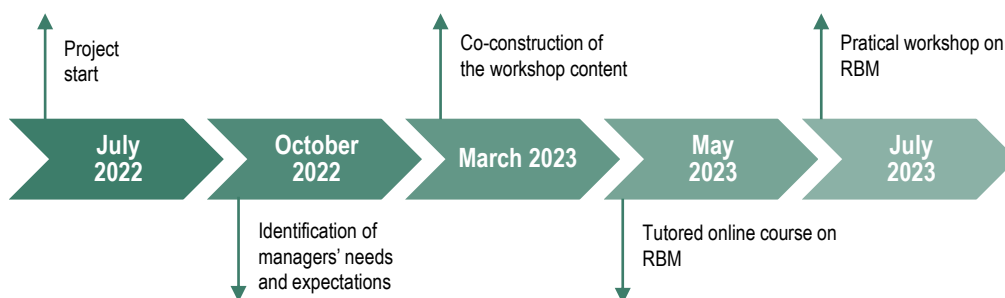 Project
start
Co-construction of
the workshop content
Pratical workshop on
RBM
July
2022
October
2022
March 2023
May
2023
July
2023
Identification of
managers’ needs
and expectations
Tutored online course on
RBM